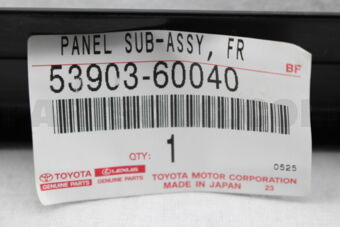 PANEL SUB-ASSY, FR
BF
53903-60040
QTY:
1
0525
TOYOTA
GENUINE PARTS
LEXUS
GENUINE PARTS
TOYOTA MOTOR CORPORATION
MADE IN JAPAN 23